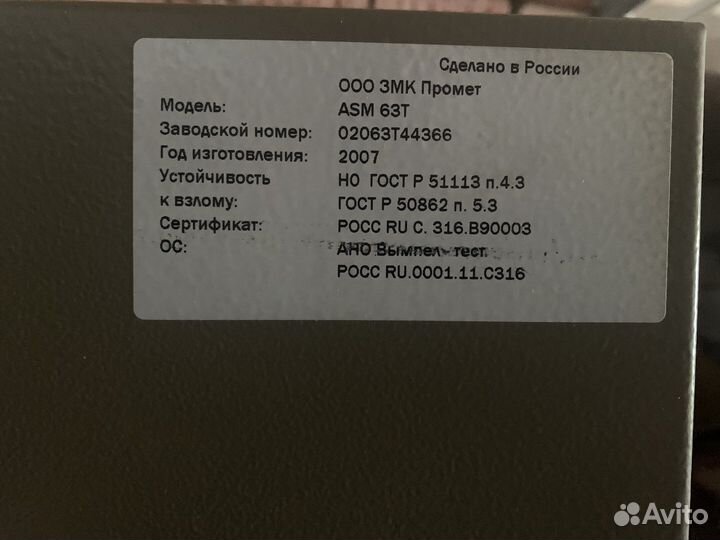 Сделано в России
ООО ЗМК Промет
Модель: ASM 63T
Заводской номер: 02063T44366
Год изготовления: 2007
Устойчивость НО ГОСТ Р 51113 п.4.3
к взлому: ГОСТ Р 50862 п. 5.3
Сертификат: РОСС RU С. 316.В90003
ОС: АНО Вымпел- тест
РОСС RU.0001.11.С316
Avito